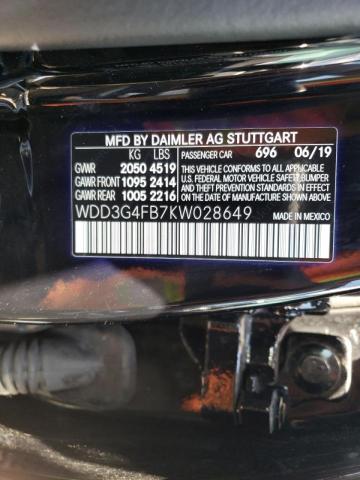 MFD BY DAIMLER AG STUTTGART
KG LBS PASSENGER CAR 696 06/19
GVWR 2050 4519
GAWR FRONT 1095 2414
GAWR REAR 1005 2216
THIS VEHICLE CONFORMS TO ALL APPLICABLE
U.S. FEDERAL MOTOR VEHICLE SAFETY, BUMPER,
AND THEFT PREVENTION STANDARDS IN EFFECT
ON THE DATE OF MANUFACTURE SHOWN ABOVE.
WDD3G4FB7KW028649 MADE IN MEXICO